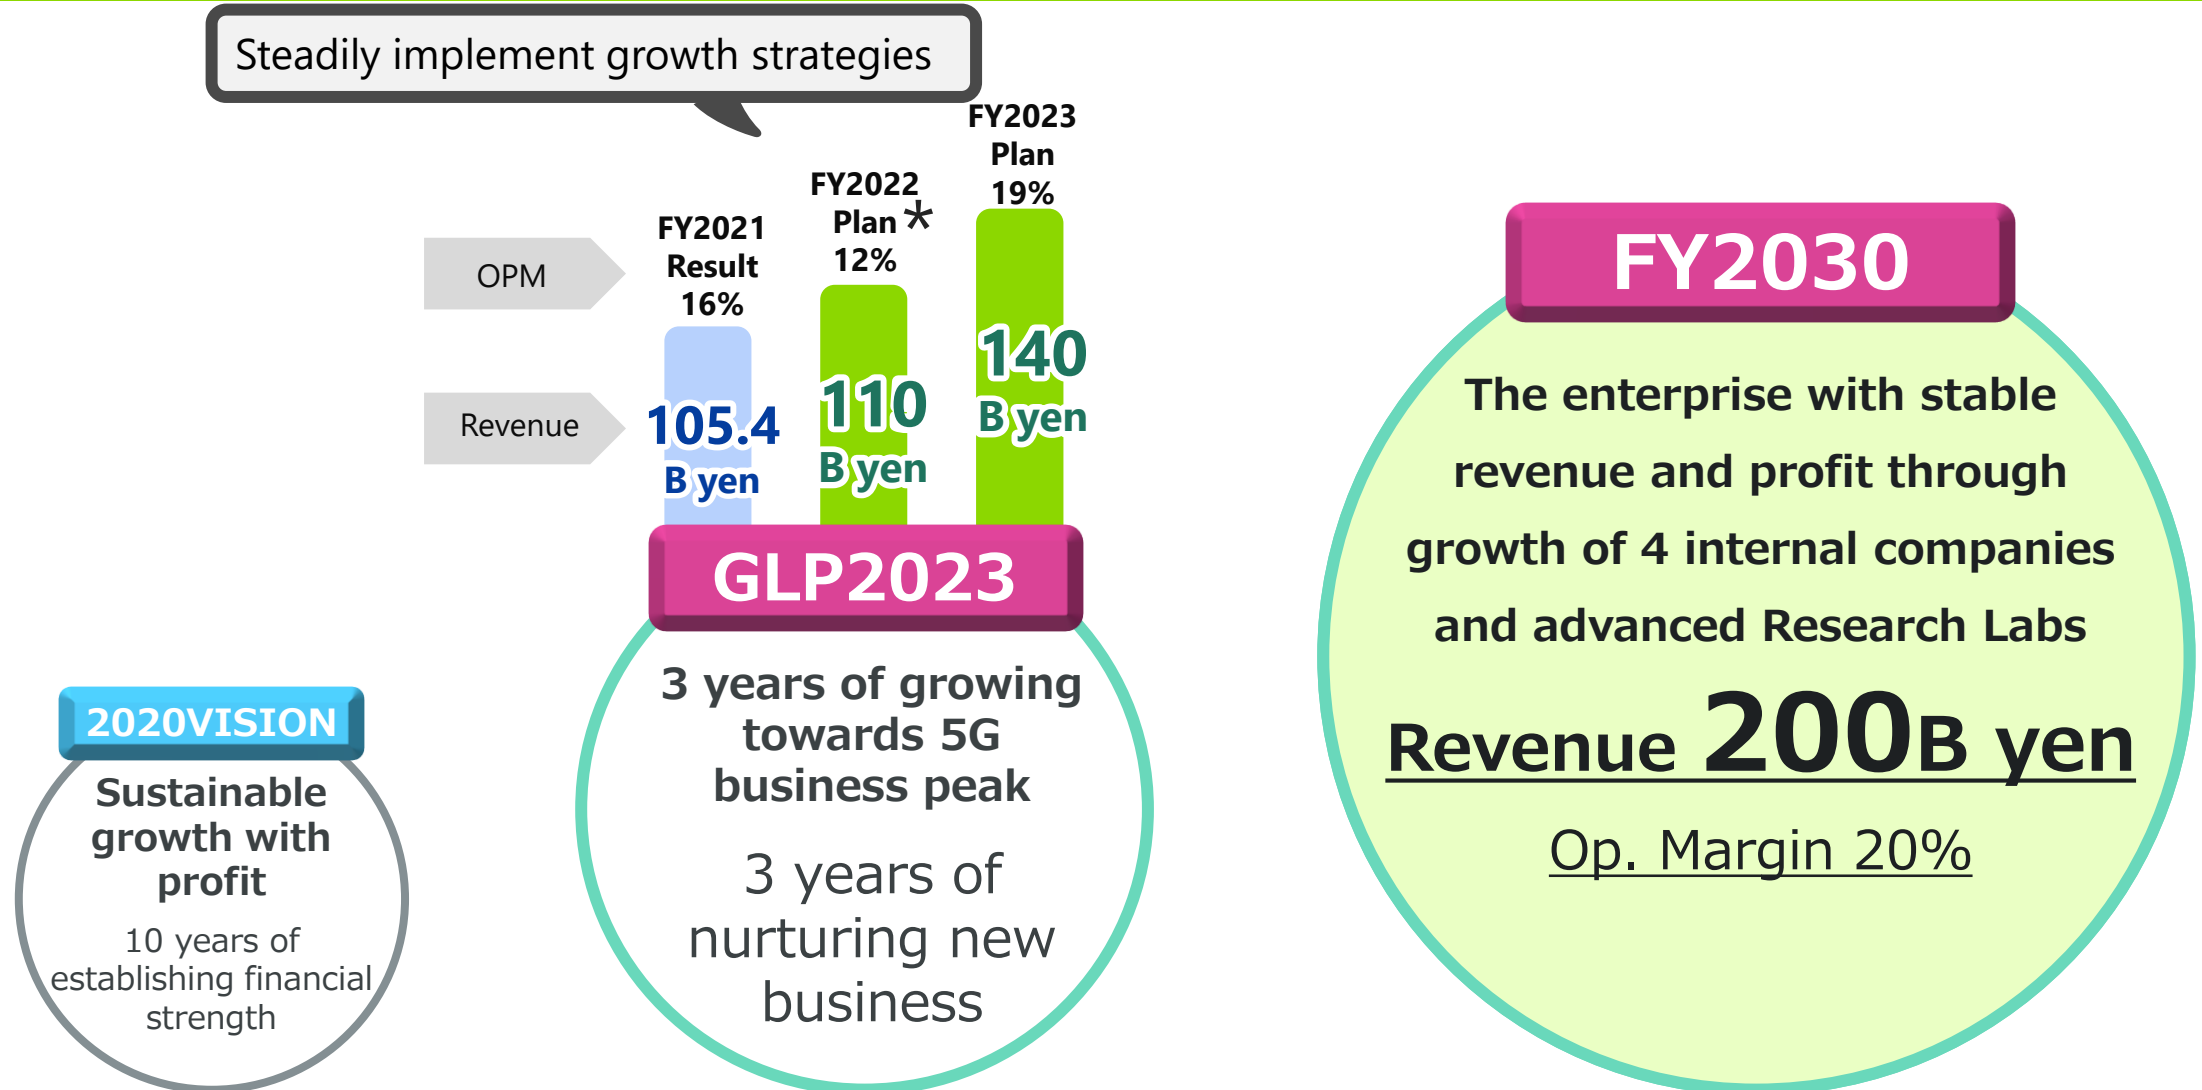 Steadily implement growth strategies
OPM
Revenue
FY2021
Result
16%
105.4
B yen
FY2022
Plan *
12%
110
B yen
FY2023
Plan
19%
140
B yen
2020VISION
Sustainable
growth with
profit
10 years of
establishing financial
strength
GLP2023
3 years of growing
towards 5G
business peak
3 years of
nurturing new
business
FY2030
The enterprise with stable
revenue and profit through
growth of 4 internal companies
and advanced Research Labs
Revenue 200B yen
Op. Margin 20%